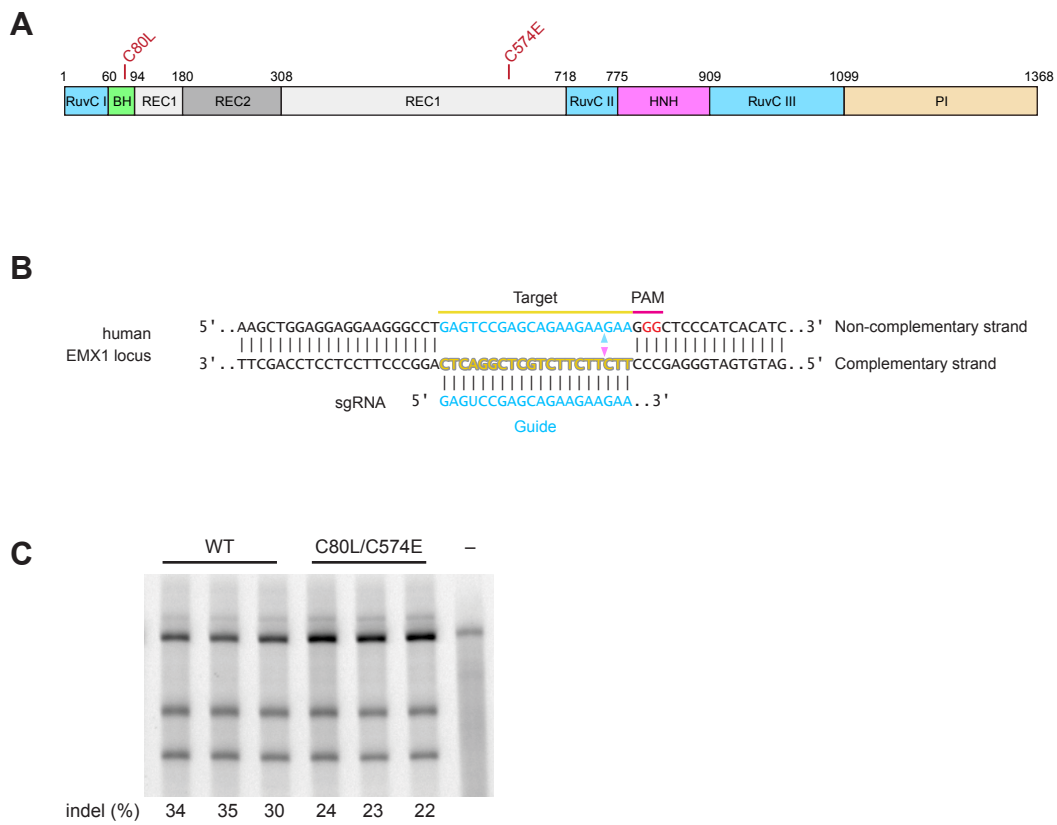 A
C80L
C574E
1 60 94 180 308 718 775 909 1099 1368
RuvC I BH REC1 REC2 REC1 RuvC II HNH RuvC III PI
B
Target PAM
5'..AAGCTGGAGGAGGAAGGGCCTGAGTCCGAGCAGAAGAAGAAGGGCTCCCATCACATC..3' Non-complementary strand
human
EMX1 locus
3'..TTCGACCTCCTCCTTCCCGGACTCAGGCTCGTCTTCTTCTTCCCGAGGGTAGTGTAG..5' Complementary strand
sgRNA 5' GAGUCCGAGCAGAAGAAGAA..3'
Guide
C
WT C80L/C574E –
indel (%) 34 35 30 24 23 22